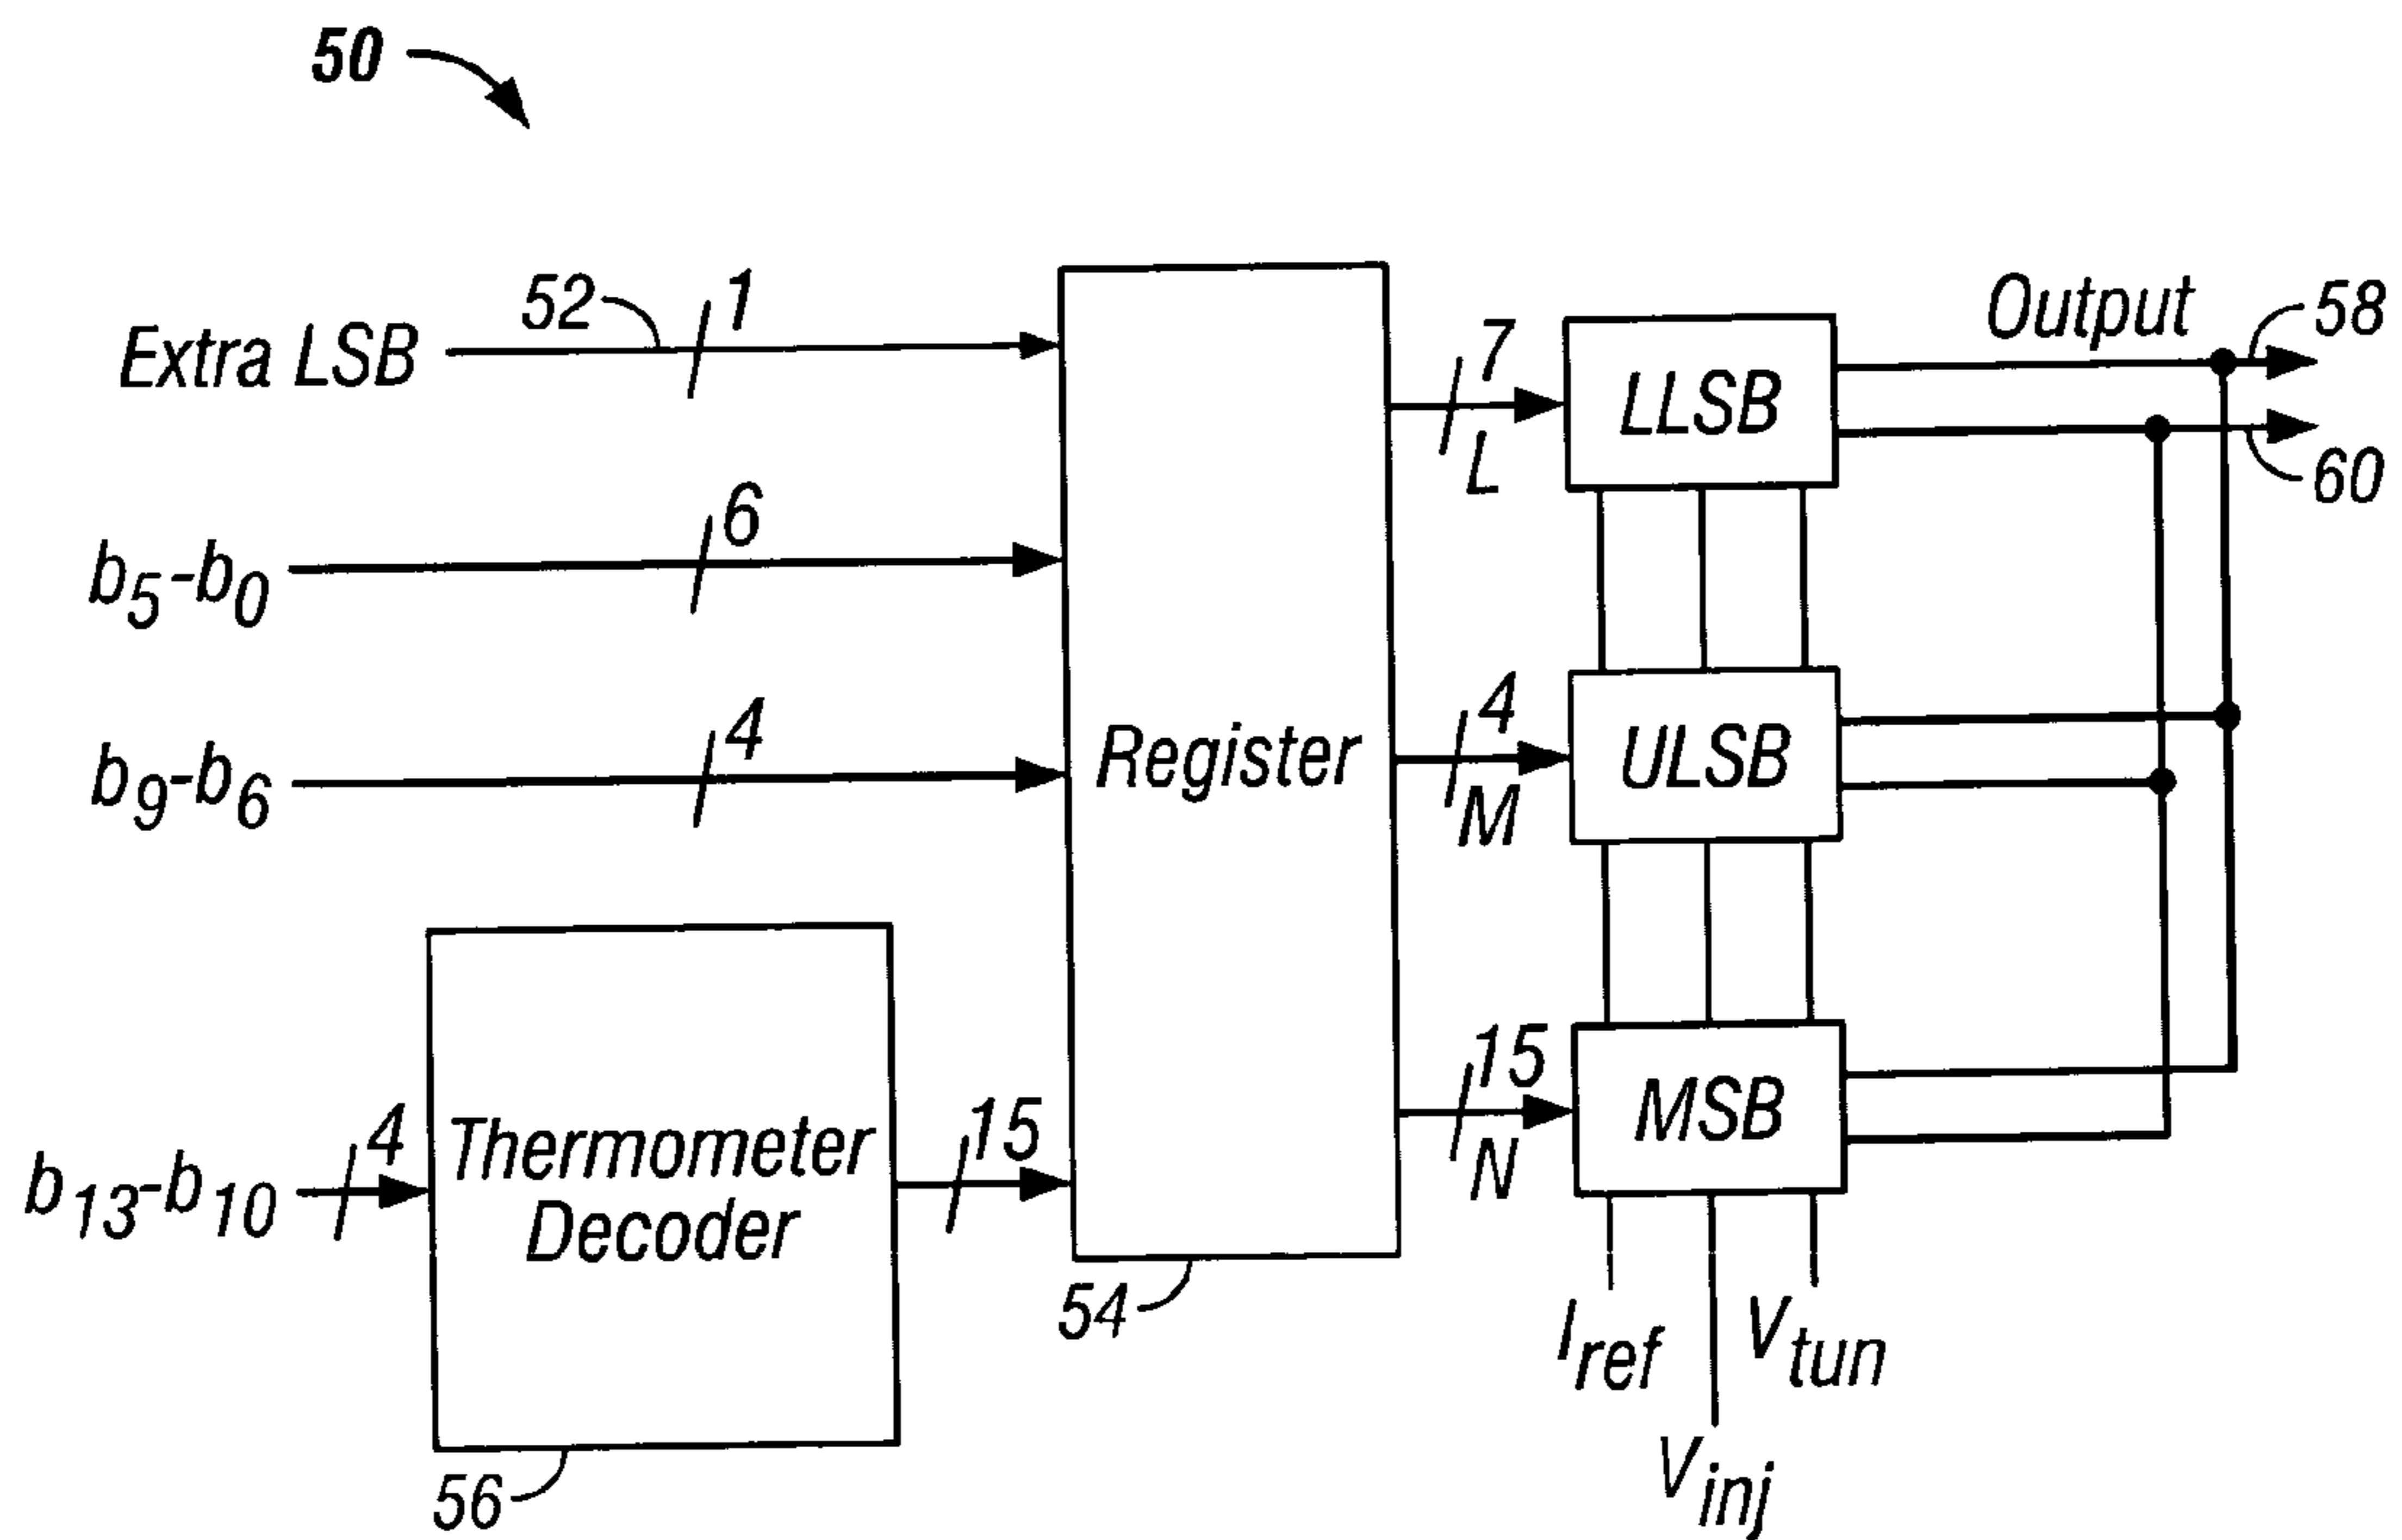 50
Extra LSB
52
1
b5-b0
6
b9-b6
4
b13-b10
4
Thermometer
Decoder
56
15
Register
54
7
L
LLSB
4
M
ULSB
15
N
MSB
Output
58
60
Iref
Vinj
Vtun